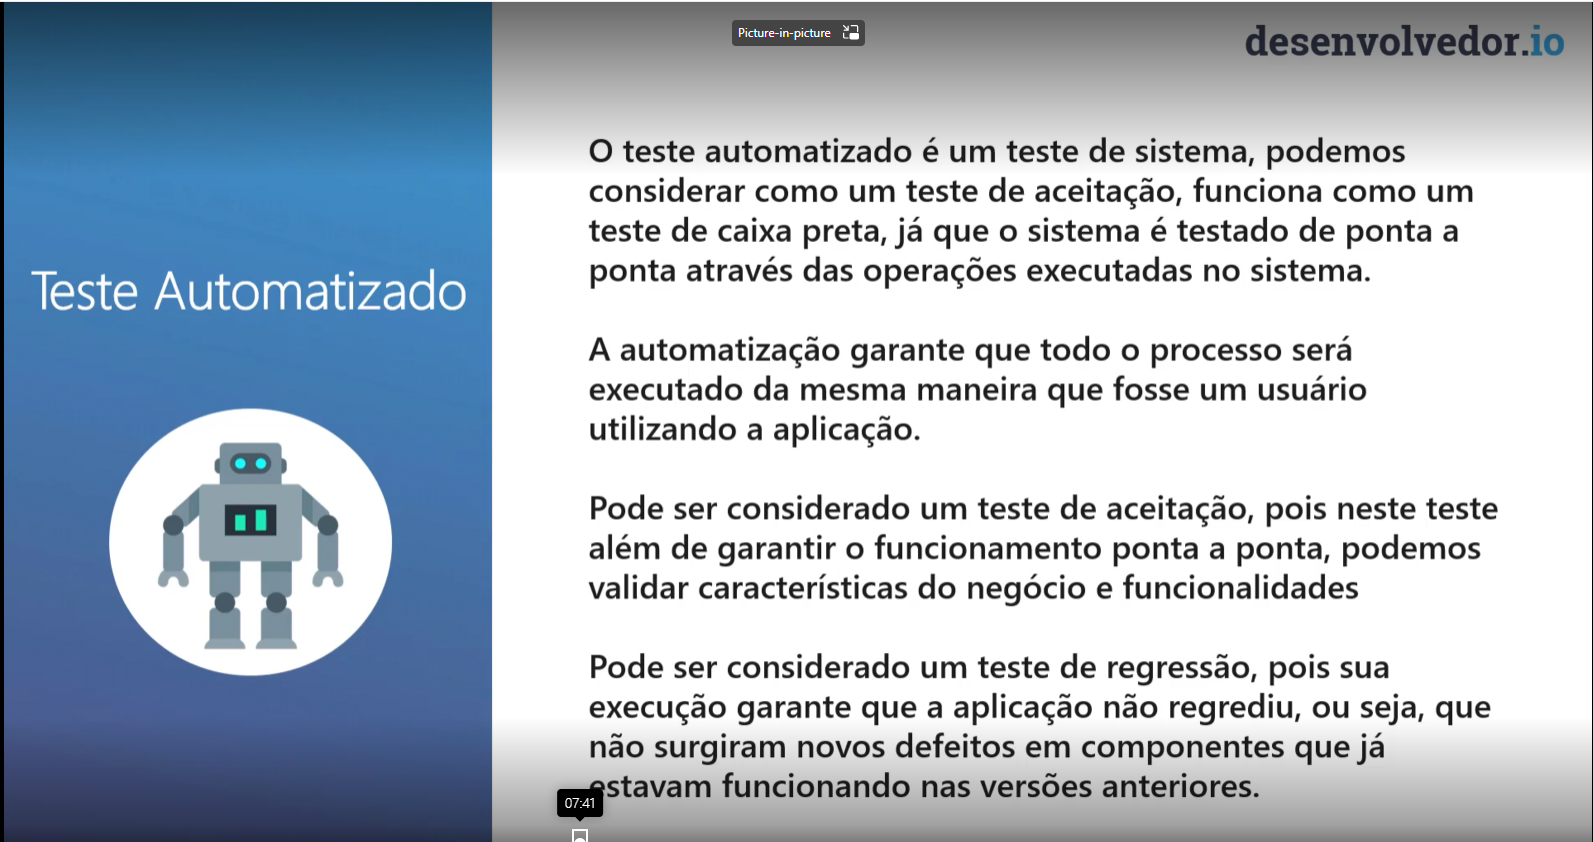 Picture-in-picture
desenvolvedor.io
Teste Automatizado
O teste automatizado é um teste de sistema, podemos
considerar como um teste de aceitação, funciona como um
teste de caixa preta, já que o sistema é testado de ponta a
ponta através das operações executadas no sistema.
A automatização garante que todo o processo será
executado da mesma maneira que fosse um usuário
utilizando a aplicação.
Pode ser considerado um teste de aceitação, pois neste teste
além de garantir o funcionamento ponta a ponta, podemos
validar características do negócio e funcionalidades
Pode ser considerado um teste de regressão, pois sua
execução garante que a aplicação não regrediu, ou seja, que
não surgiram novos defeitos em componentes que já
estavam funcionando nas versões anteriores.
07:41